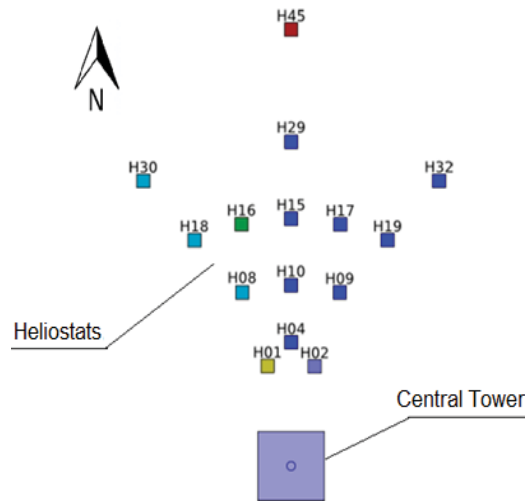 H45
N
H29
H30
H32
H16
H15
H17
H18
H19
H08
H10
H09
Heliostats
H04
H01
H02
Central Tower